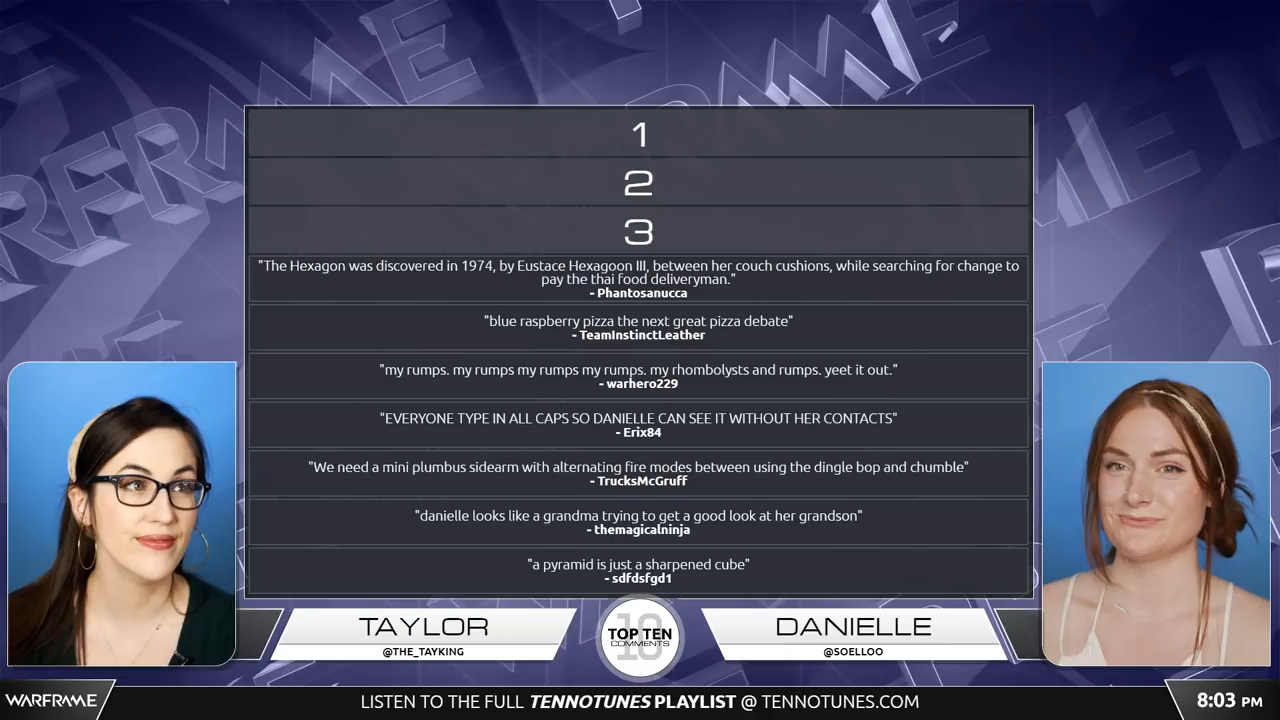 1
2
3
"The Hexagon was discovered in 1974, by Eustace Hexagoon III, between her couch cushions, while searching for change to
pay the thai food deliveryman."
- Phantosanucca
"blue raspberry pizza the next great pizza debate"
- TeamInstinctLeather
"my rumps. my rumps my rumps my rumps. my rhombolysts and rumps. yeet it out."
- warhero229
"EVERYONE TYPE IN ALL CAPS SO DANIELLE CAN SEE IT WITHOUT HER CONTACTS"
- Erix84
"We need a mini plumbus sidearm with alternating fire modes between using the dingle bop and chumble"
- TrucksMcGruff
"danielle looks like a grandma trying to get a good look at her grandson"
- themagicalninja
"a pyramid is just a sharpened cube"
- sdfdsfgd1
TAYLOR
@THE_TAYKING
10
TOP TEN
COMMENTS
DANIELLE
@SOELLOO
WARFRAME
LISTEN TO THE FULL TENNOTUNES PLAYLIST @ TENNOTUNES.COM
8:03 PM